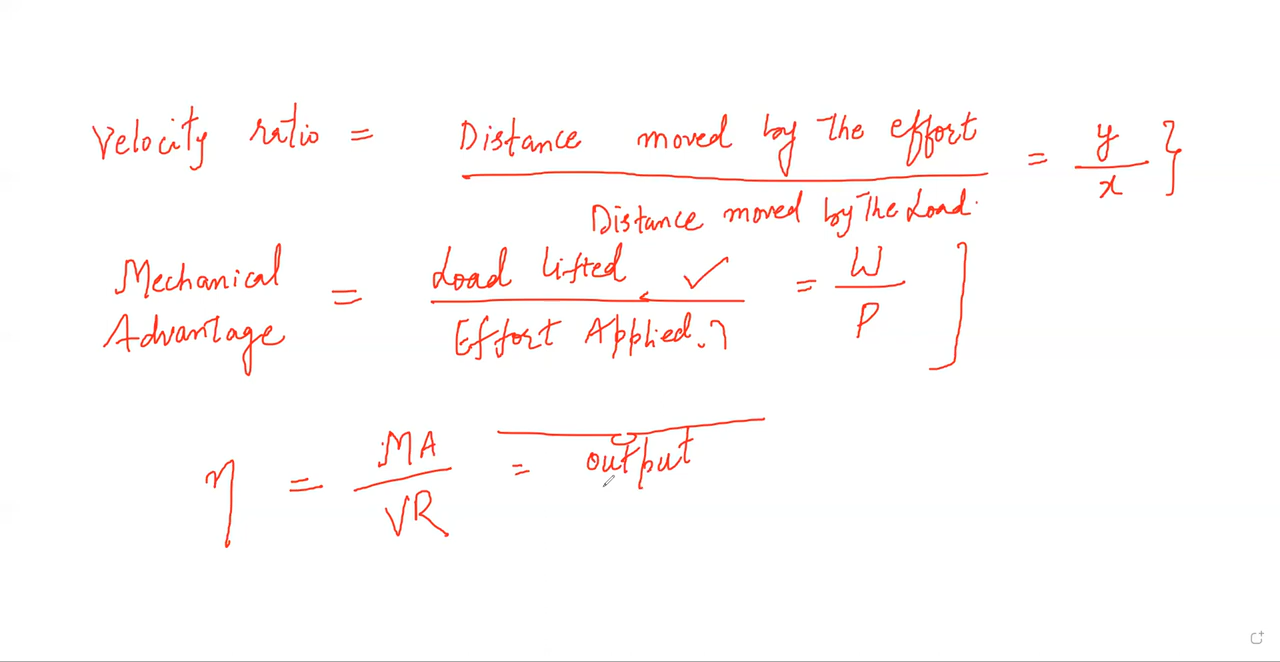 Velocity ratio = Distance moved by The effort = y
Distance moved by The Load. x }
Mechanical Advantage = Load Lifted ✓ = W
Effort Applied. P ]
η = MA = output
VR